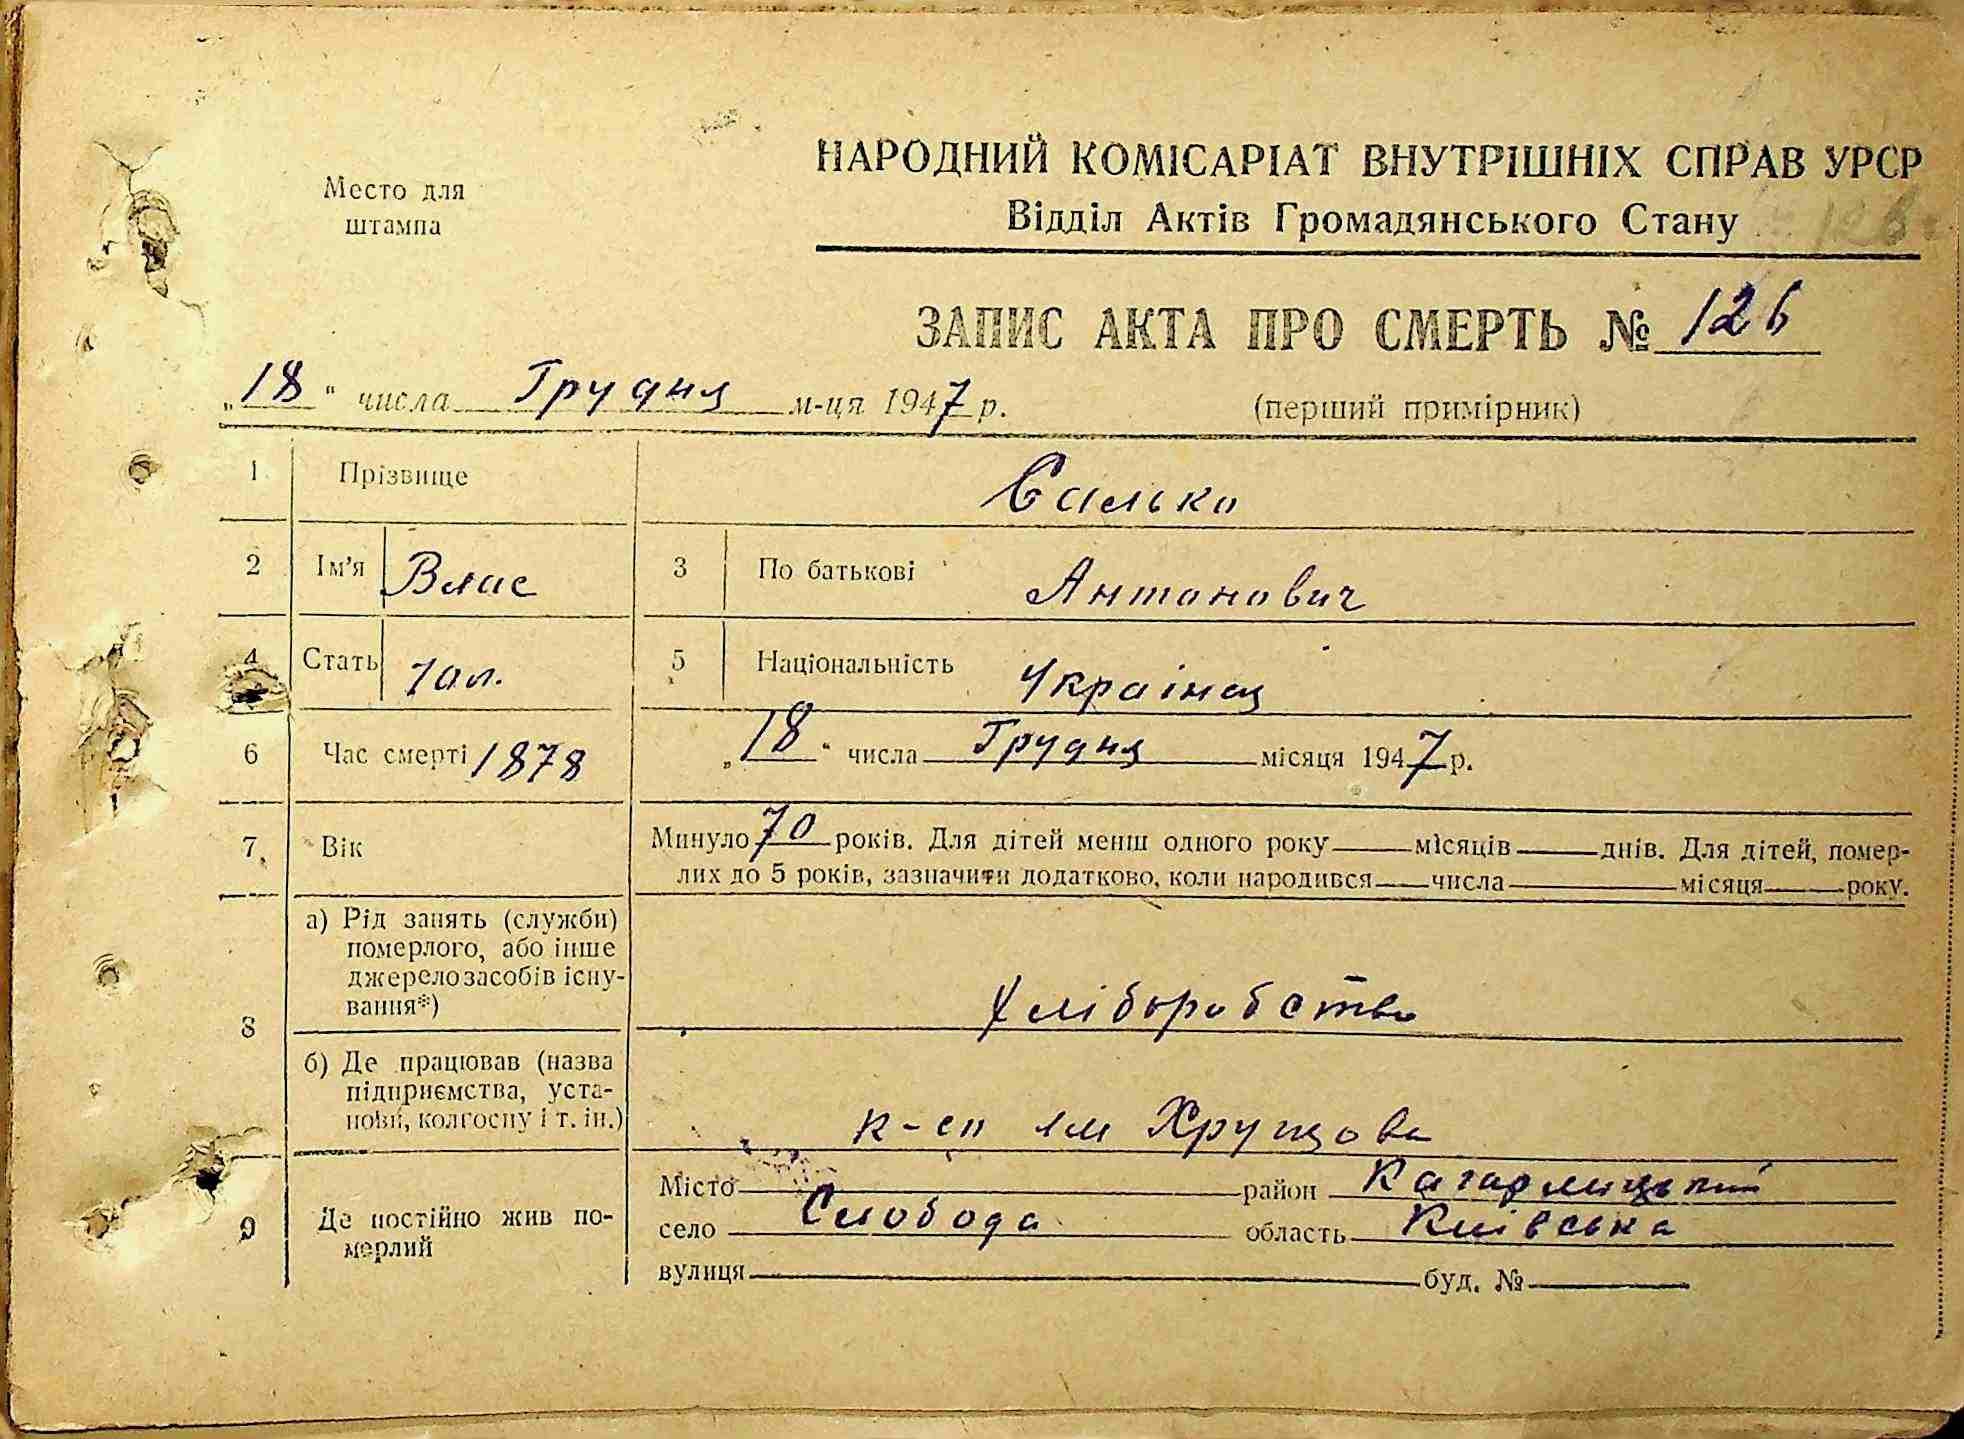 Место для
штампа
НАРОДНИЙ КОМІСАРІАТ ВНУТРІШНІХ СПРАВ УРСР
Відділ Актів Громадянського Стану
126
ЗАПИС АКТА ПРО СМЕРТЬ № 126
„18“ числа Грудня м-ця 1947 р.
(перший примірник)
1 Прізвище Салько
2 Ім'я Влас 3 По батькові Антонович
4 Стать чол. 5 Національність Українец
6 Час смерті 1878 „18“ числа Грудня місяця 1947 р.
7 Вік Минуло 70 років. Для дітей менш одного року місяців днів. Для дітей, помер-
лих до 5 років, зазначити додатково, коли народився числа місяця року.
8 а) Рід занять (служби)
померлого, або інше
джерело засобів існу-
вання*) Хліборобство
б) Де працював (назва
підприємства, уста-
нови, колгоспу і т. ін.) к-сп ім Хрущова
9 Де постійно жив по-
мерлий
Місто район Кагарлицький
село Слобода область Київська
вулиця буд. №